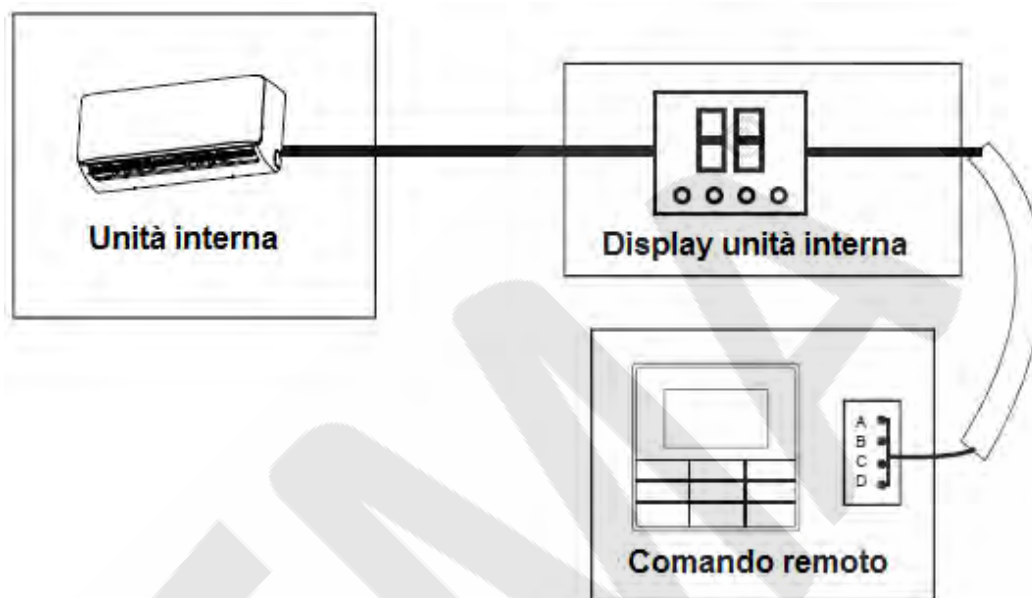 Unità interna
Display unità interna
A
B
C
D
Comando remoto